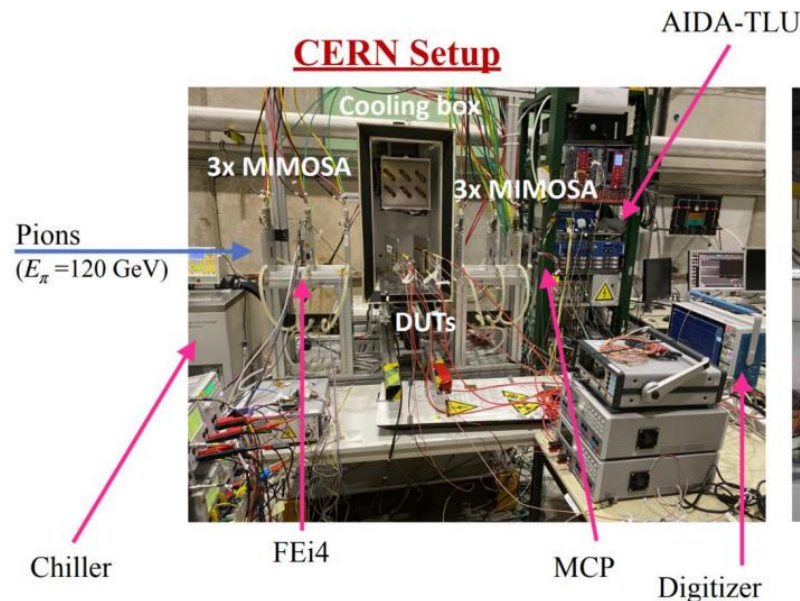 AIDA-TLU
CERN Setup
Cooling box
3x MIMOSA
3x MIMOSA
Pions
(Eπ =120 GeV)
DUTs
Chiller
FEi4
MCP
Digitizer